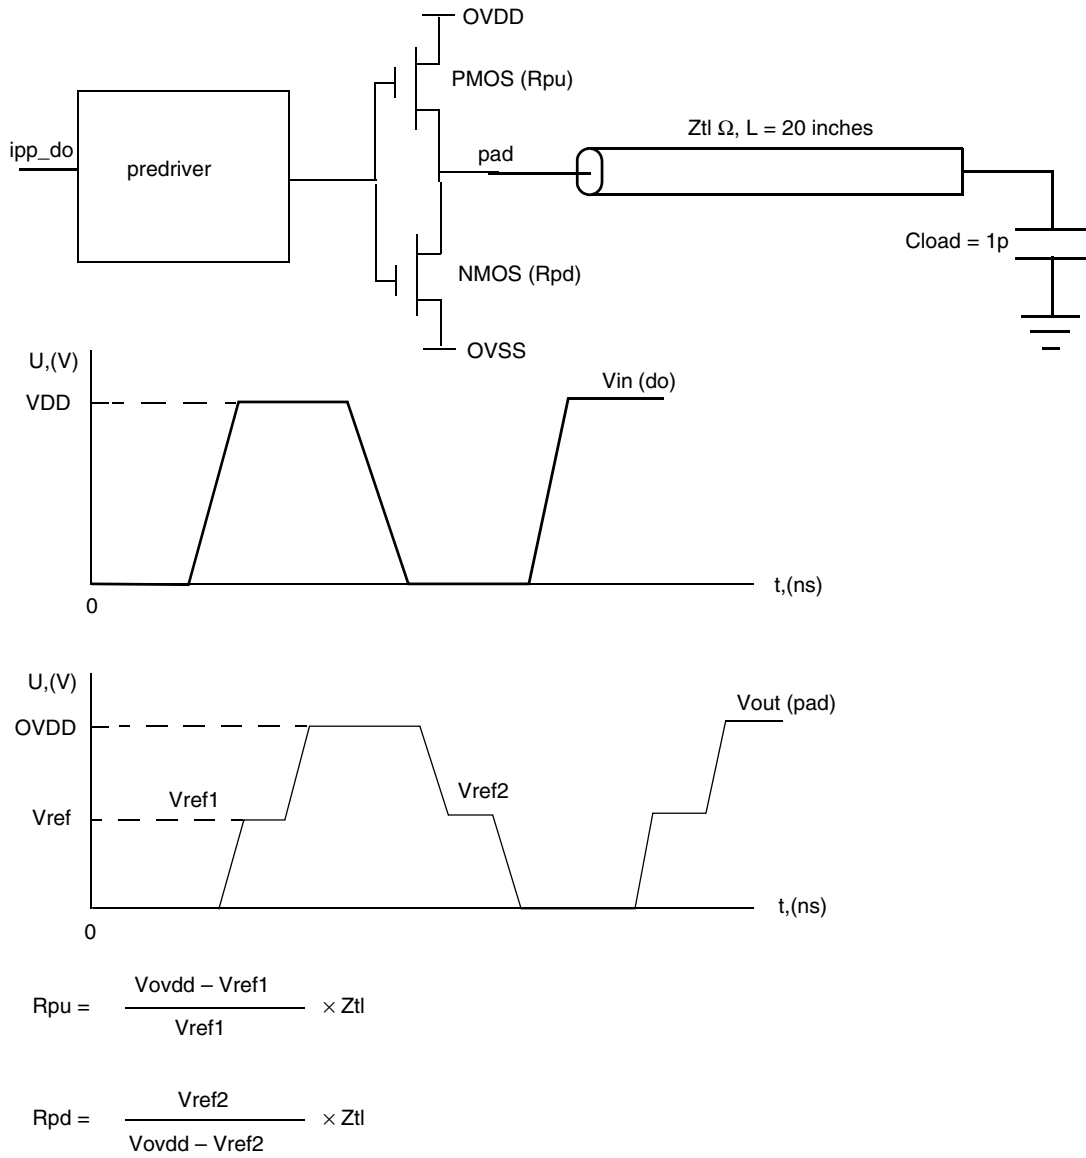 OVDD
PMOS (Rpu)
Ztl Ω, L = 20 inches
ipp_do
predriver
pad
Cload = 1p
NMOS (Rpd)
OVSS
U,(V)
VDD
Vin (do)
t,(ns)
0
U,(V)
OVDD
Vout (pad)
Vref1
Vref2
Vref
t,(ns)
0
Vovdd – Vref1
Rpu = × Ztl
Vref1
Vref2
Rpd = × Ztl
Vovdd – Vref2